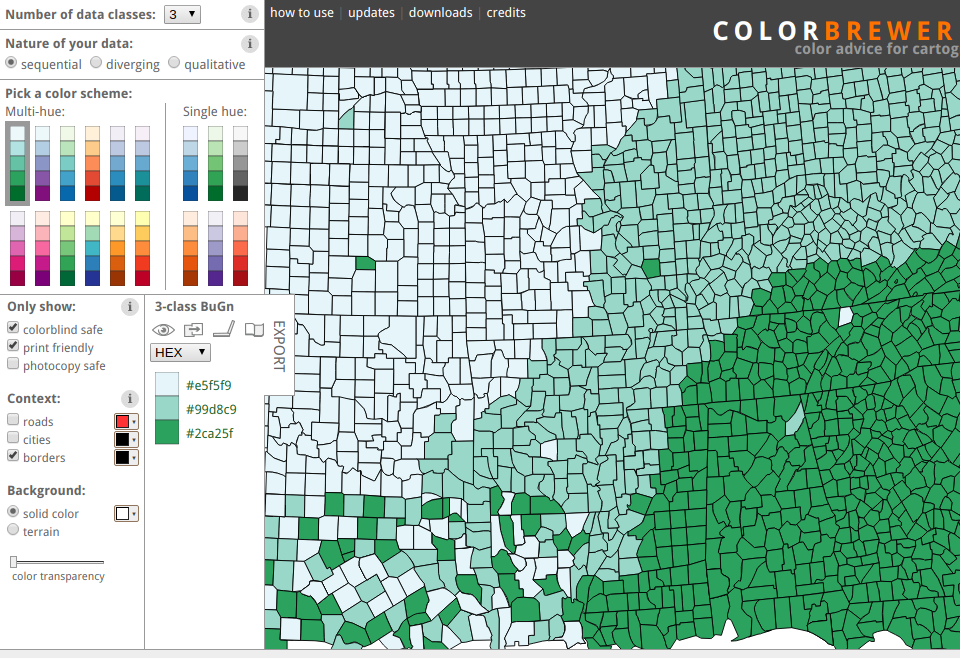 Number of data classes: 3 i
how to use | updates | downloads | credits
COLORBREWER
color advice for cartog
Nature of your data: i
sequential diverging qualitative
Pick a color scheme:
Multi-hue: Single hue:
Only show: i
colorblind safe
print friendly
photocopy safe
Context: i
roads
cities
borders
Background:
solid color
terrain
color transparency
3-class BuGn
EXPORT
HEX
#e5f5f9
#99d8c9
#2ca25f